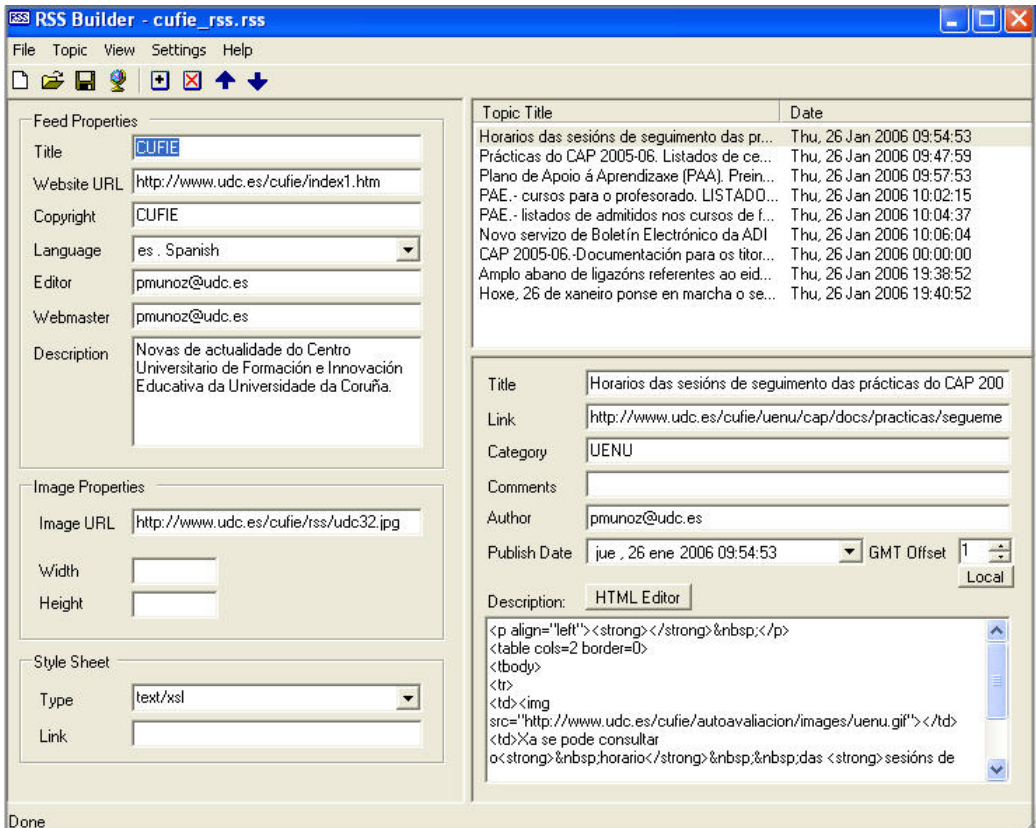 RSS Builder - cufie_rss.rss
File Topic View Settings Help
Feed Properties
Title CUFIE
Website URL http://www.udc.es/cufie/index1.htm
Copyright CUFIE
Language es . Spanish
Editor pmunoz@udc.es
Webmaster pmunoz@udc.es
Description Novas de actualidade do Centro
Universitario de Formación e Innovación
Educativa da Universidade da Coruña.
Image Properties
Image URL http://www.udc.es/cufie/rss/udc32.jpg
Width
Height
Style Sheet
Type text/xsl
Link
Topic Title Date
Horarios das sesións de seguimento das pr... Thu, 26 Jan 2006 09:54:53
Prácticas do CAP 2005-06. Listados de ce... Thu, 26 Jan 2006 09:47:59
Plano de Apoio á Aprendizaxe (PAA). Prein... Thu, 26 Jan 2006 09:57:53
PAE.- cursos para o profesorado. LISTADO... Thu, 26 Jan 2006 10:02:15
PAE.- listados de admitidos nos cursos de f... Thu, 26 Jan 2006 10:04:37
Novo servizo de Boletín Electrónico da ADI Thu, 26 Jan 2006 10:06:04
CAP 2005-06.-Documentación para os titor... Thu, 26 Jan 2006 00:00:00
Amplo abano de ligazóns referentes ao eid... Thu, 26 Jan 2006 19:38:52
Hoxe, 26 de xaneiro ponse en marcha o se... Thu, 26 Jan 2006 19:40:52
Title Horarios das sesións de seguimento das prácticas do CAP 200
Link http://www.udc.es/cufie/uenu/cap/docs/practicas/segueme
Category UENU
Comments
Author pmunoz@udc.es
Publish Date jue , 26 ene 2006 09:54:53 GMT Offset 1
Local
Description: HTML Editor
<p align="left"><strong></strong>&nbsp;</p>
<table cols=2 border=0>
<tbody>
<tr>
<td><img
src="http://www.udc.es/cufie/autoavaliacion/images/uenu.gif"></td>
<td>Xa se pode consultar
o<strong>&nbsp;horario</strong>&nbsp;&nbsp;das <strong>sesións de
Done